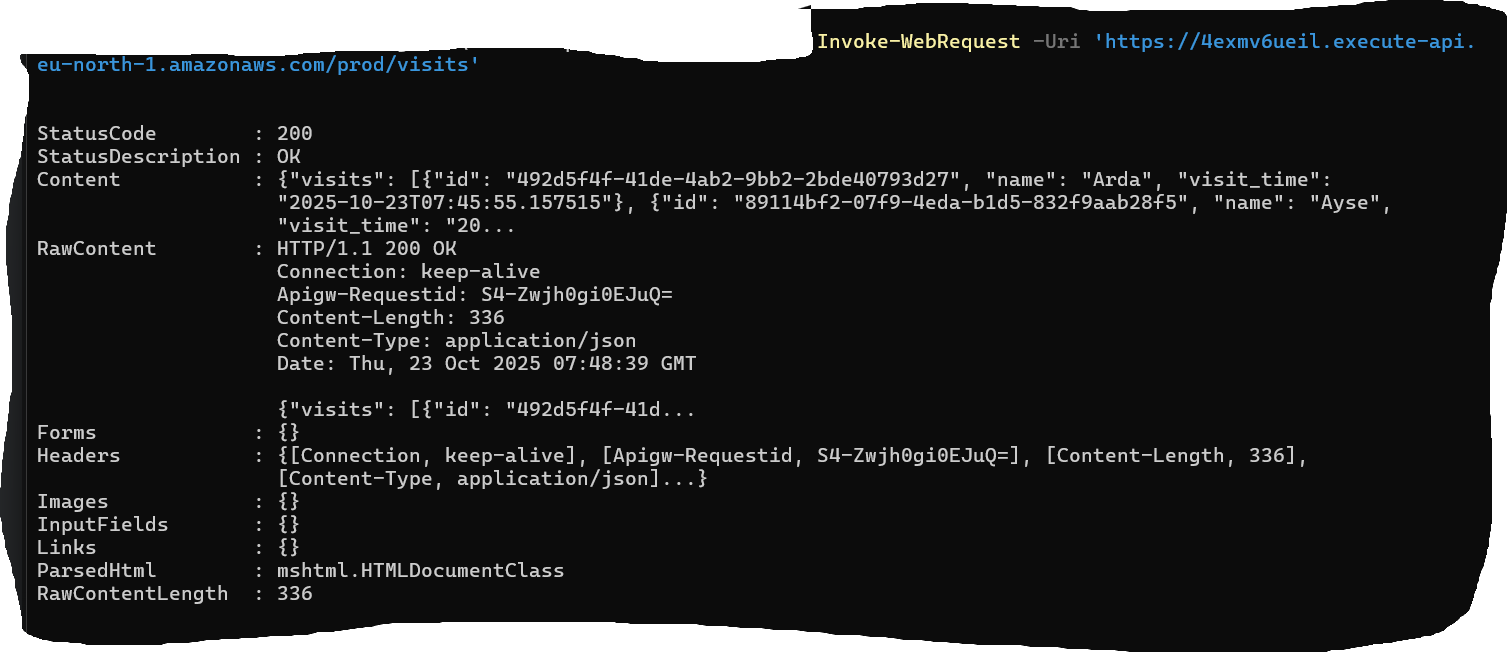 Invoke-WebRequest -Uri 'https://4exmv6ueil.execute-api.
eu-north-1.amazonaws.com/prod/visits'
StatusCode : 200
StatusDescription : OK
Content : {"visits": [{"id": "492d5f4f-41de-4ab2-9bb2-2bde40793d27", "name": "Arda", "visit_time":
"2025-10-23T07:45:55.157515"}, {"id": "89114bf2-07f9-4eda-b1d5-832f9aab28f5", "name": "Ayse",
"visit_time": "20...
RawContent : HTTP/1.1 200 OK
Connection: keep-alive
Apigw-Requestid: S4-Zwjh0gi0EJuQ=
Content-Length: 336
Content-Type: application/json
Date: Thu, 23 Oct 2025 07:48:39 GMT
{"visits": [{"id": "492d5f4f-41d...
Forms : {}
Headers : {[Connection, keep-alive], [Apigw-Requestid, S4-Zwjh0gi0EJuQ=], [Content-Length, 336],
[Content-Type, application/json]...}
Images : {}
InputFields : {}
Links : {}
ParsedHtml : mshtml.HTMLDocumentClass
RawContentLength : 336